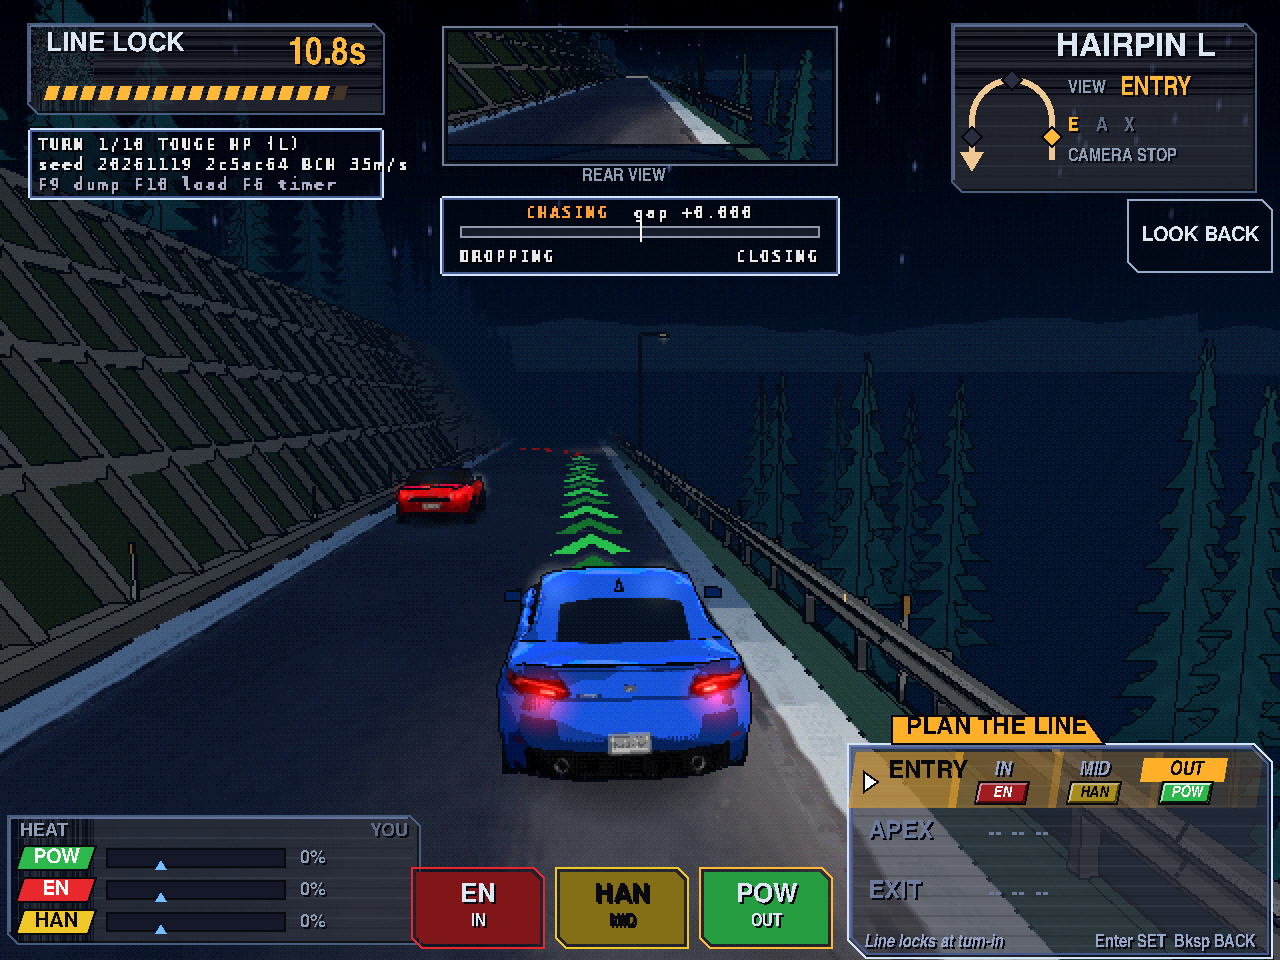 LINE LOCK
10.8s
TURN 1/10 TOUGE HP (L)
seed 20261119 2c5ac64 BCH 35m/s
F9 dump F10 load F6 timer
REAR VIEW
CHASING gap +0.000
DROPPING CLOSING
HAIRPIN L
VIEW ENTRY
E A X
CAMERA STOP
LOOK BACK
PLAN THE LINE
ENTRY IN MID OUT
EN HAN POW
APEX -- -- --
EXIT -- -- --
Line locks at turn-in Enter SET Bksp BACK
HEAT YOU
POW 0%
EN 0%
HAN 0%
EN
IN
HAN
MID
POW
OUT